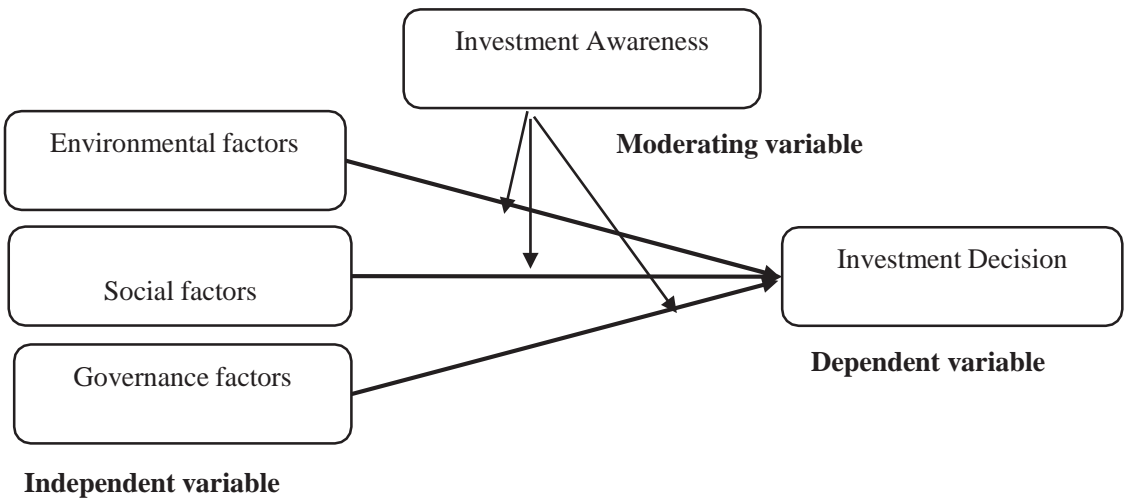 Investment Awareness
Environmental factors
Moderating variable
Social factors
Investment Decision
Governance factors
Dependent variable
Independent variable